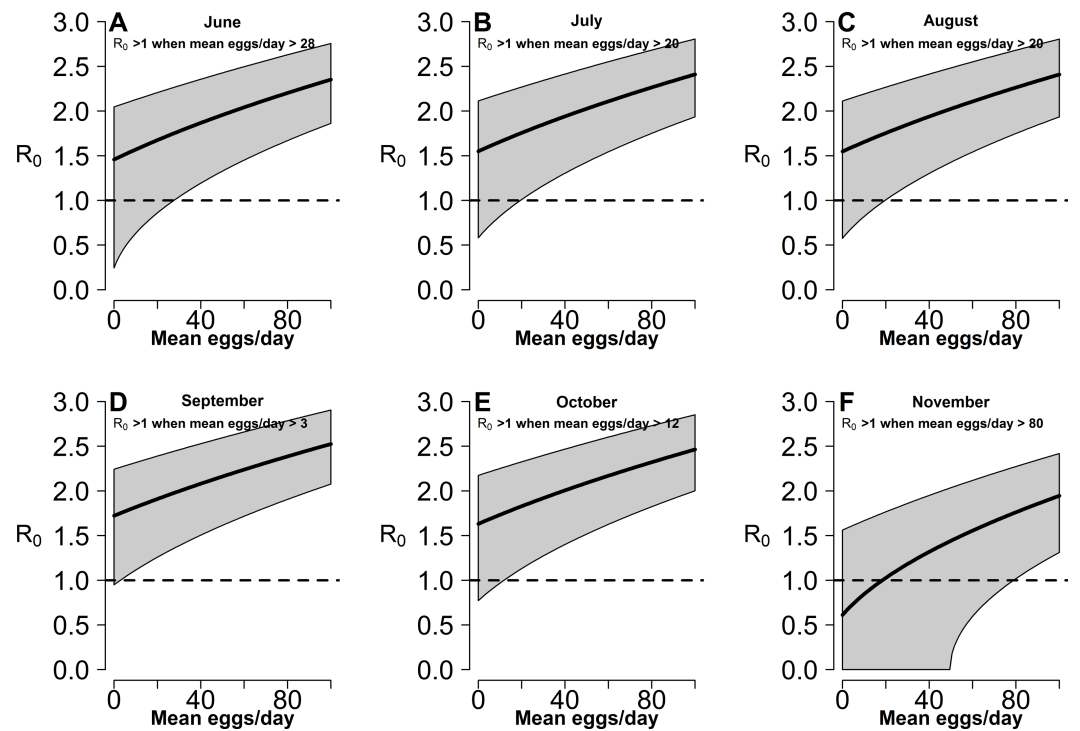 A June
R0 >1 when mean eggs/day > 28
3.0
2.5
2.0
1.5
1.0
0.5
0.0
R0
0 40 80
Mean eggs/day
B July
R0 >1 when mean eggs/day > 20
3.0
2.5
2.0
1.5
1.0
0.5
0.0
R0
0 40 80
Mean eggs/day
C August
R0 >1 when mean eggs/day > 20
3.0
2.5
2.0
1.5
1.0
0.5
0.0
R0
0 40 80
Mean eggs/day
D September
R0 >1 when mean eggs/day > 3
3.0
2.5
2.0
1.5
1.0
0.5
0.0
R0
0 40 80
Mean eggs/day
E October
R0 >1 when mean eggs/day > 12
3.0
2.5
2.0
1.5
1.0
0.5
0.0
R0
0 40 80
Mean eggs/day
F November
R0 >1 when mean eggs/day > 80
3.0
2.5
2.0
1.5
1.0
0.5
0.0
R0
0 40 80
Mean eggs/day